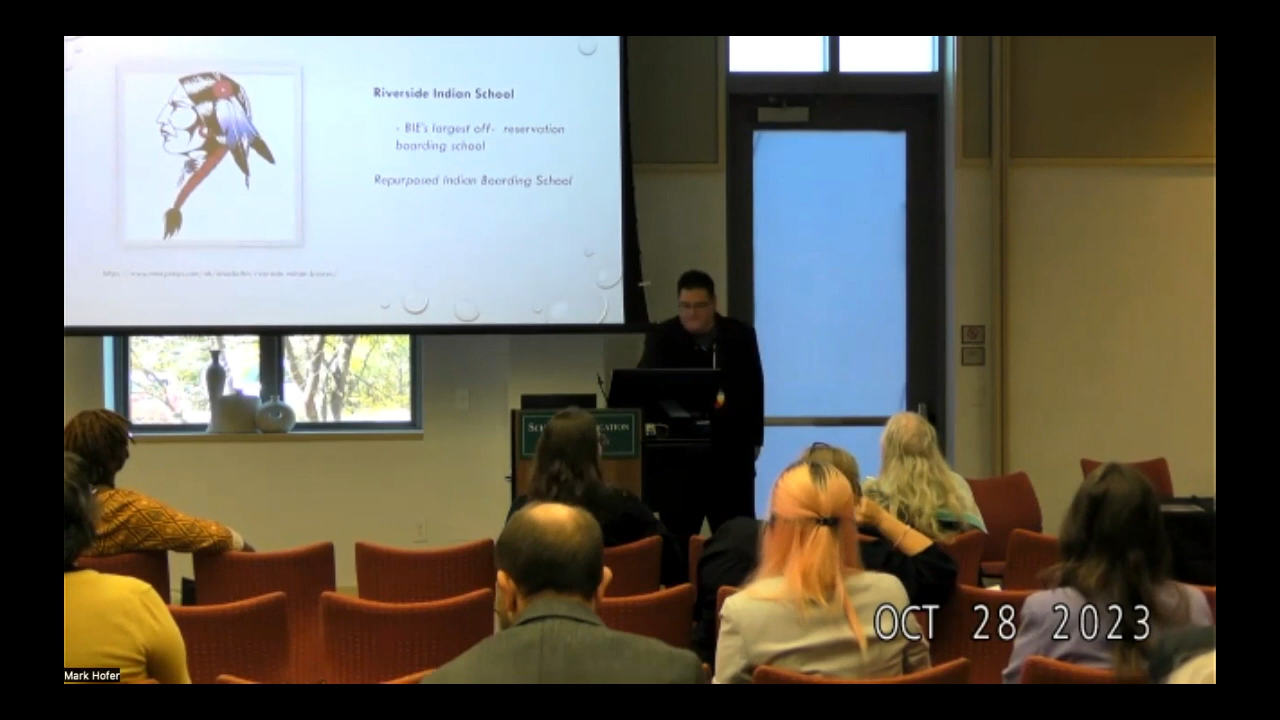 Riverside Indian School
- BIE's largest off- reservation
boarding school
Repurposed Indian Boarding School
OCT 28 2023
Mark Hofer